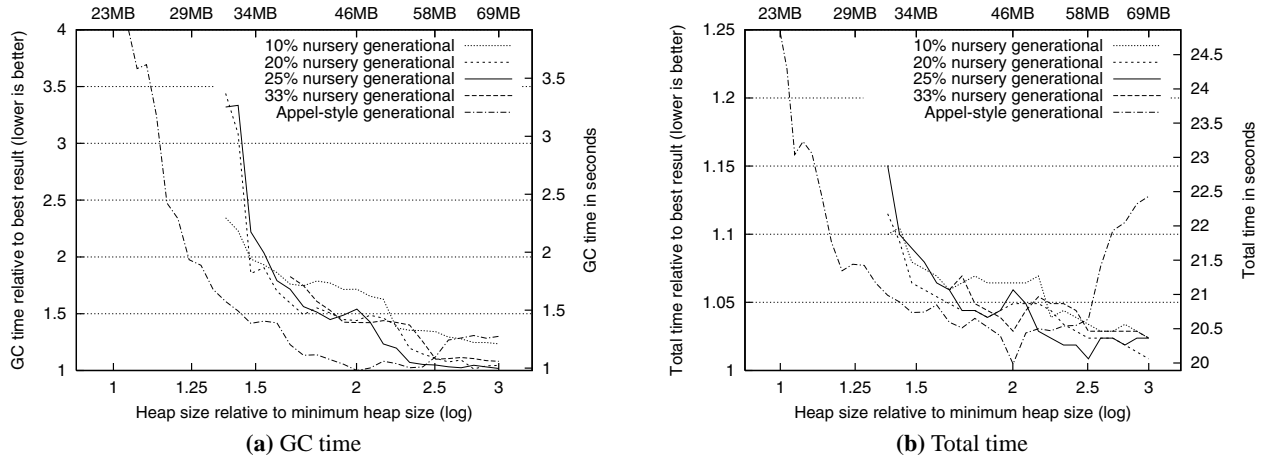 23MB 29MB 34MB 46MB 58MB 69MB
4
3.5
3
2.5
2
1.5
1
GC time relative to best result (lower is better)
10% nursery generational
20% nursery generational
25% nursery generational
33% nursery generational
Appel-style generational
3.5
3
2.5
2
1.5
1
GC time in seconds
1 1.25 1.5 2 2.5 3
Heap size relative to minimum heap size (log)
(a) GC time
23MB 29MB 34MB 46MB 58MB 69MB
1.25
1.2
1.15
1.1
1.05
1
Total time relative to best result (lower is better)
10% nursery generational
20% nursery generational
25% nursery generational
33% nursery generational
Appel-style generational
24.5
24
23.5
23
22.5
22
21.5
21
20.5
20
Total time in seconds
1 1.25 1.5 2 2.5 3
Heap size relative to minimum heap size (log)
(b) Total time